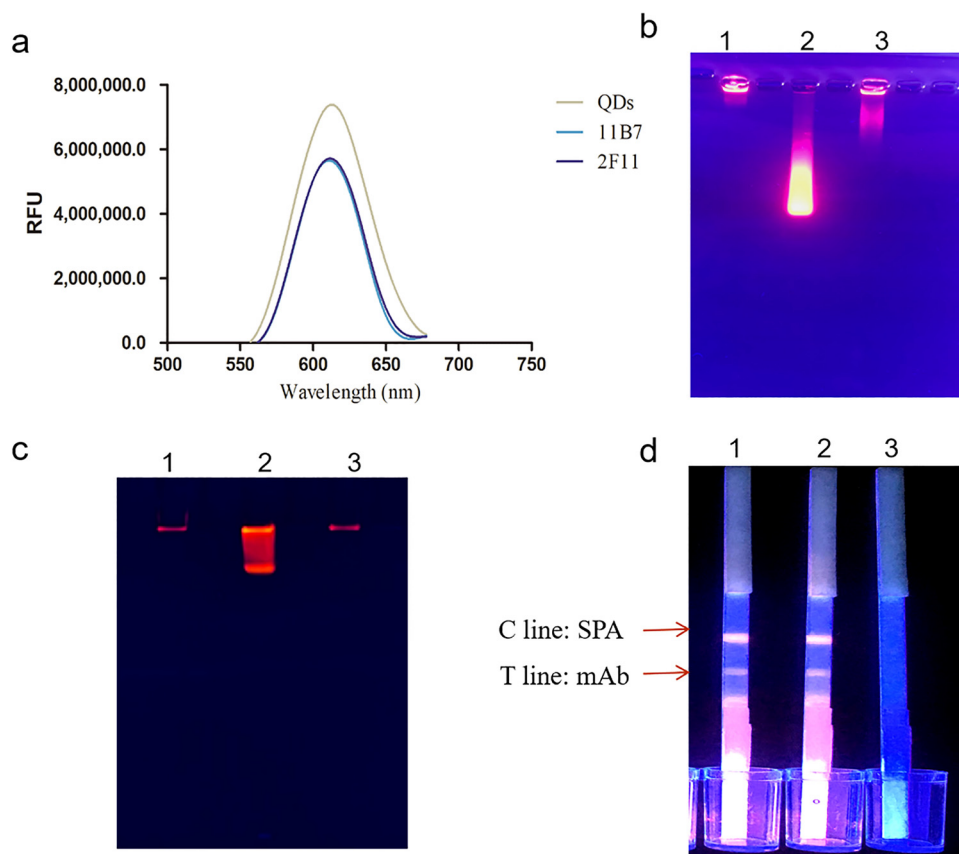 a
8,000,000.0
6,000,000.0
4,000,000.0
2,000,000.0
0.0
RFU
500
550
600
650
700
750
Wavelength (nm)
QDs
11B7
2F11
b
1
2
3
c
1
2
3
d
1
2
3
C line: SPA
T line: mAb